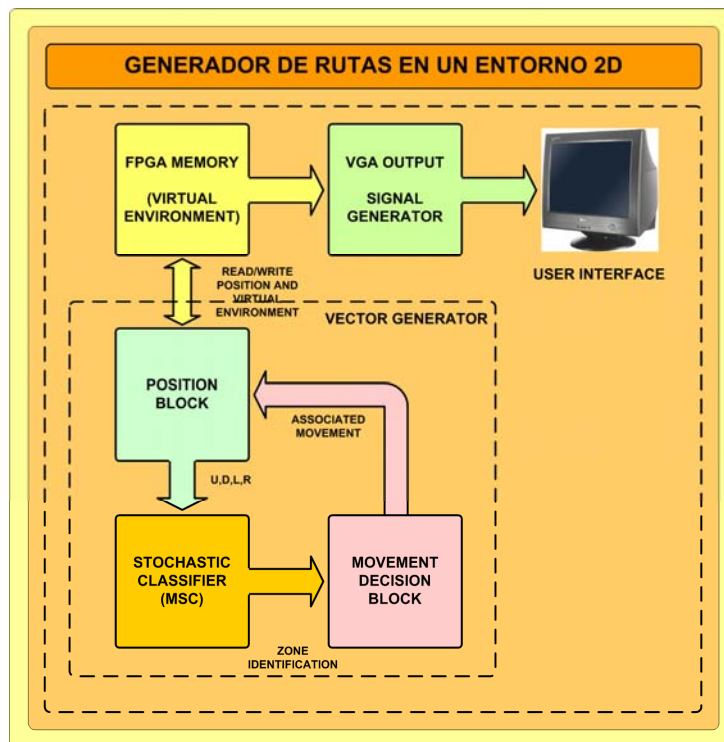 GENERADOR DE RUTAS EN UN ENTORNO 2D
FPGA MEMORY
(VIRTUAL
ENVIRONMENT)
VGA OUTPUT
SIGNAL
GENERATOR
USER INTERFACE
READ/WRITE
POSITION AND
VIRTUAL
ENVIRONMENT
VECTOR GENERATOR
POSITION
BLOCK
ASSOCIATED
MOVEMENT
U,D,L,R
STOCHASTIC
CLASSIFIER
(MSC)
MOVEMENT
DECISION
BLOCK
ZONE
IDENTIFICATION